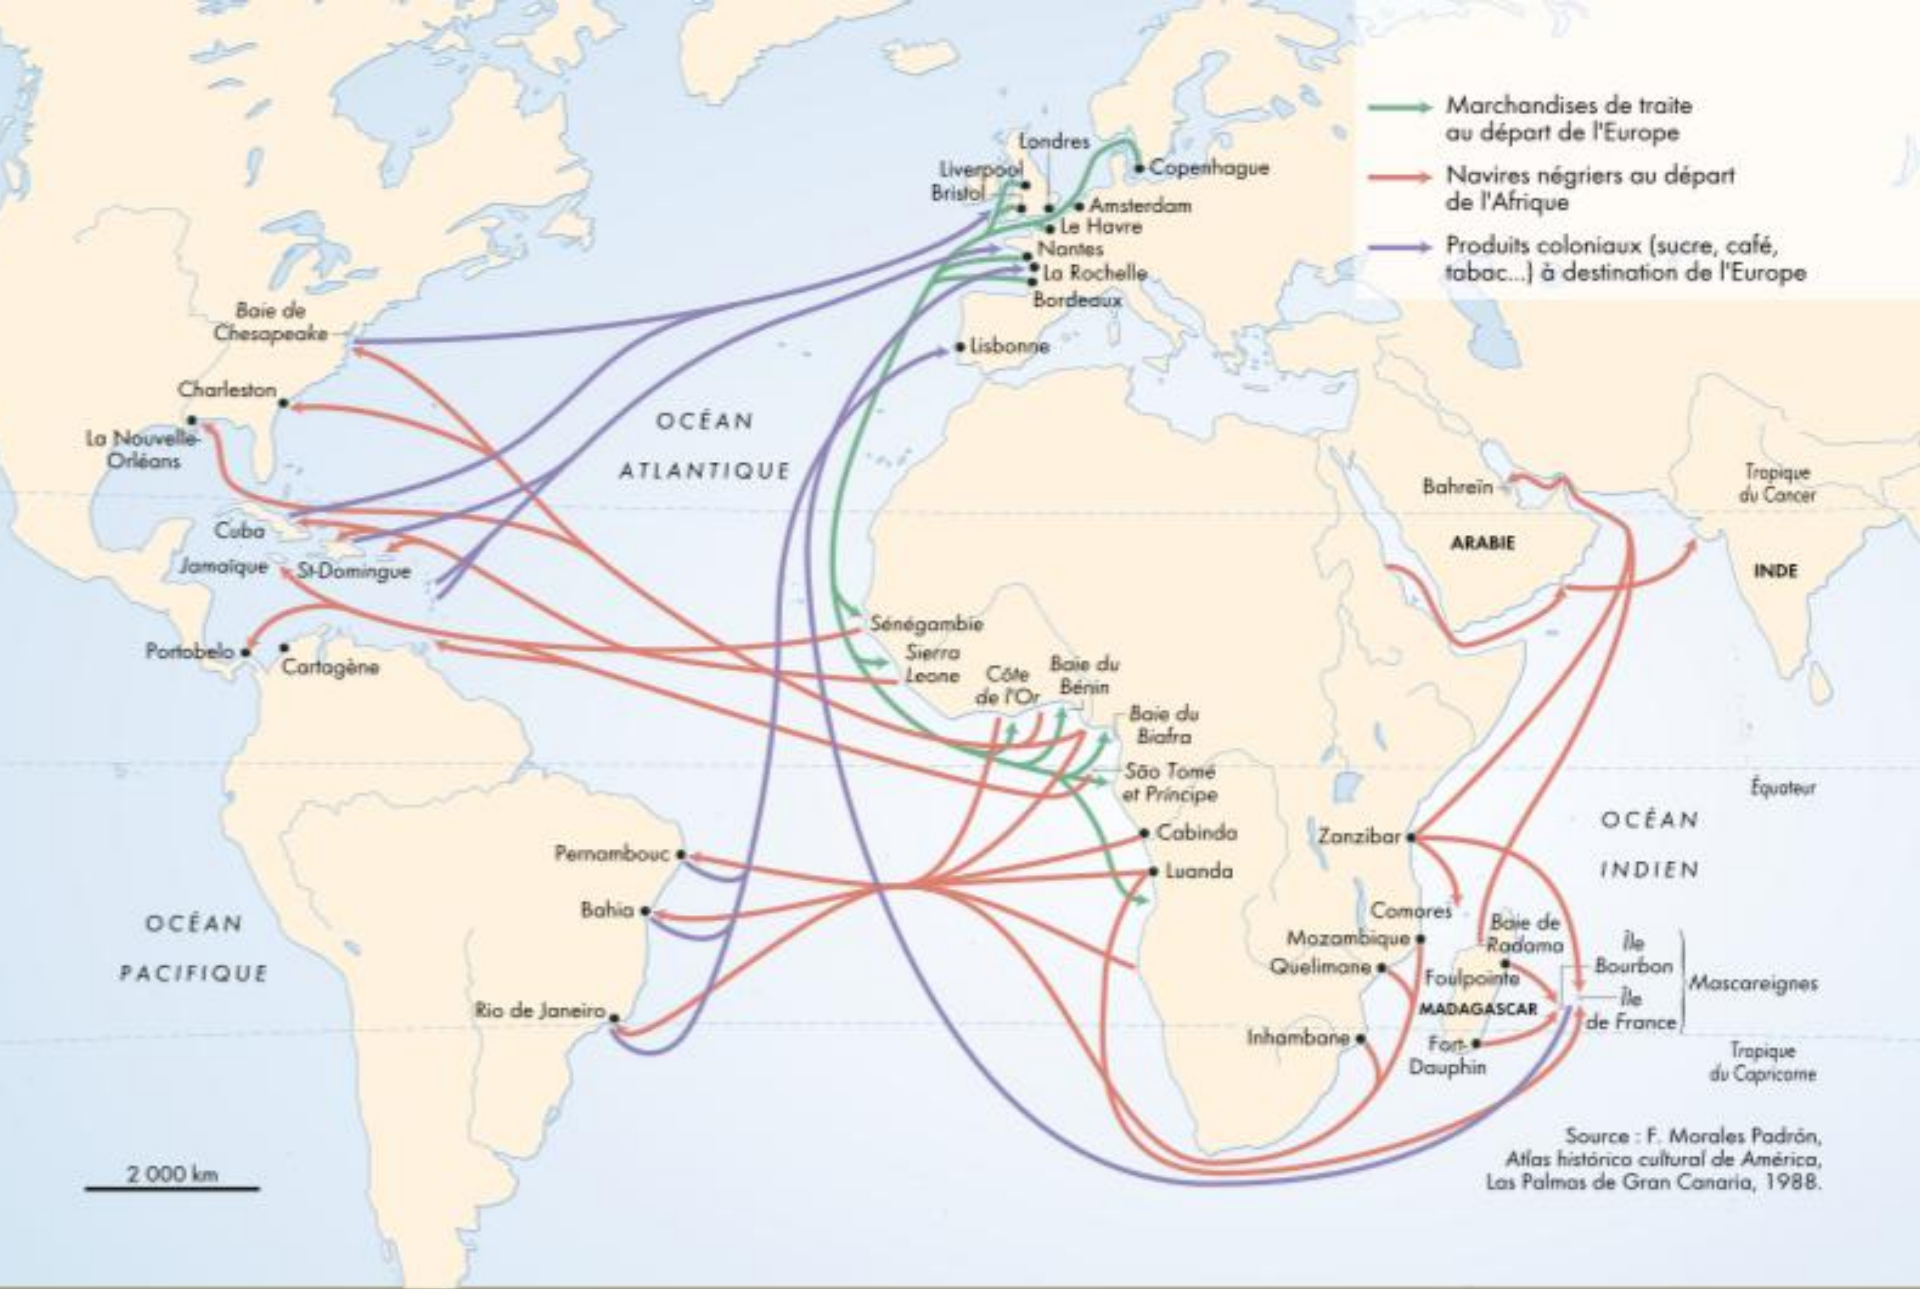 Marchandises de traite
au départ de l'Europe
Navires négriers au départ
de l'Afrique
Produits coloniaux (sucre, café,
tabac...) à destination de l'Europe
Londres
Liverpool
Bristol
Copenhague
Amsterdam
Le Havre
Nantes
La Rochelle
Bordeaux
Lisbonne
Baie de
Chesapeake
Charleston
La Nouvelle-
Orléans
OCÉAN
ATLANTIQUE
Tropique
du Cancer
Bahreïn
ARABIE
INDE
Cuba
Jamaïque
St-Domingue
Portobelo
Cartagène
Sénégambie
Sierra
Leone
Côte
de l'Or
Baie du
Bénin
Baie du
Biafra
São Tomé
et Príncipe
Équateur
Cabinda
Luanda
Zanzibar
OCÉAN
INDIEN
Pernambouc
Bahia
Rio de Janeiro
OCÉAN
PACIFIQUE
Comores
Mozambique
Quelimane
Inhambane
Baie de
Radama
Foulpointe
MADAGASCAR
Fort-
Dauphin
Île
Bourbon
Île
de France
Mascareignes
Tropique
du Capricorne
2 000 km
Source : F. Morales Padrón,
Atlas histórico cultural de América,
Las Palmas de Gran Canaria, 1988.